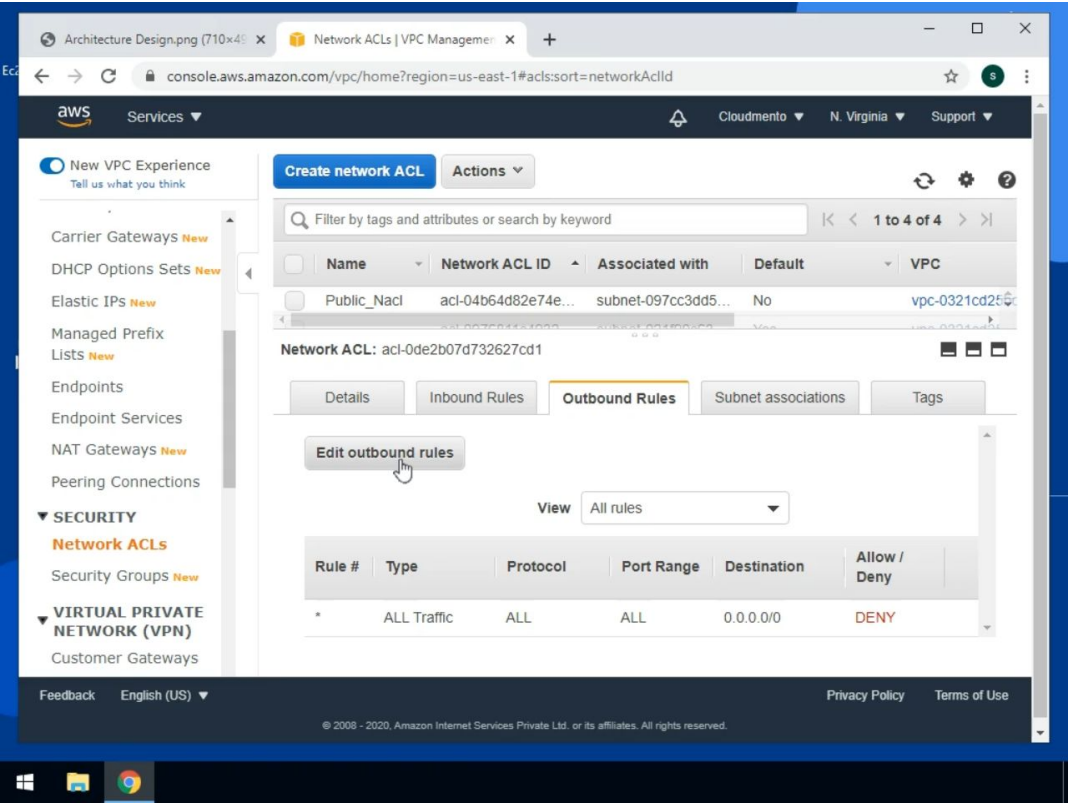 Architecture Design.png (710×49
Network ACLs | VPC Managemen
console.aws.amazon.com/vpc/home?region=us-east-1#acls:sort=networkAclId
S
Ec2
aws
Services
Cloudmento
N. Virginia
Support
New VPC Experience
Tell us what you think
Carrier Gateways New
DHCP Options Sets New
Elastic IPs New
Managed Prefix
Lists New
Endpoints
Endpoint Services
NAT Gateways New
Peering Connections
SECURITY
Network ACLs
Security Groups New
VIRTUAL PRIVATE
NETWORK (VPN)
Customer Gateways
Create network ACL
Actions
Filter by tags and attributes or search by keyword
1 to 4 of 4
Name Network ACL ID Associated with Default VPC
Public_Nacl acl-04b64d82e74e... subnet-097cc3dd5... No vpc-0321cd256
Network ACL: acl-0de2b07d732627cd1
Details
Inbound Rules
Outbound Rules
Subnet associations
Tags
Edit outbound rules
View All rules
Rule # Type Protocol Port Range Destination Allow /
Deny
* ALL Traffic ALL ALL 0.0.0.0/0 DENY
Feedback
English (US)
Privacy Policy
Terms of Use
© 2008 - 2020, Amazon Internet Services Private Ltd. or its affiliates. All rights reserved.